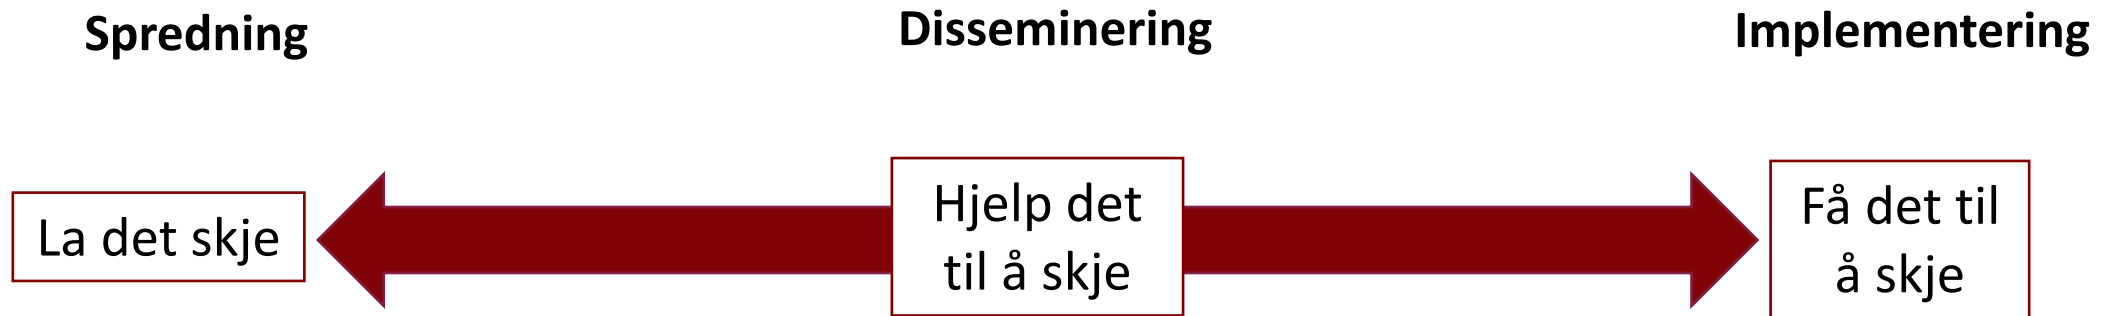 Spredning
Disseminering
Implementering
La det skje
Hjelp det
til å skje
Få det til
å skje